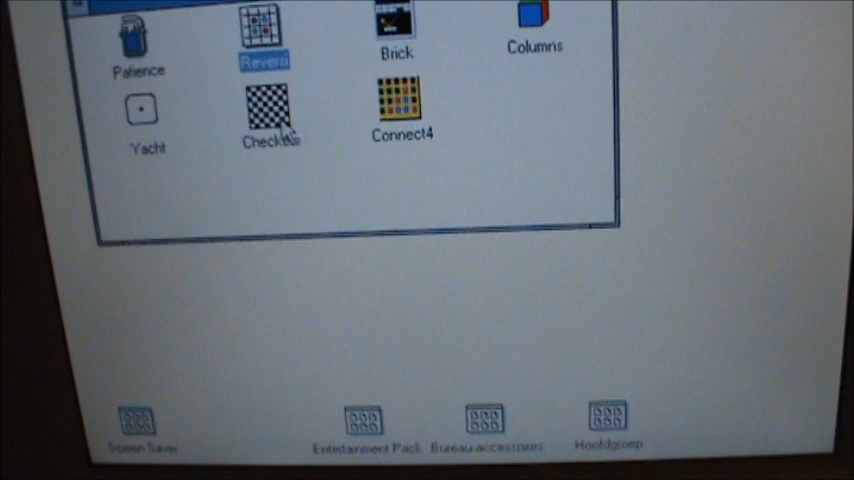 Patience
Reversi
Brick
Columns
Yacht
Checkers
Connect4
Screen Saver
Entertainment Pack
Bureau-accessoires
Hoofdgroep